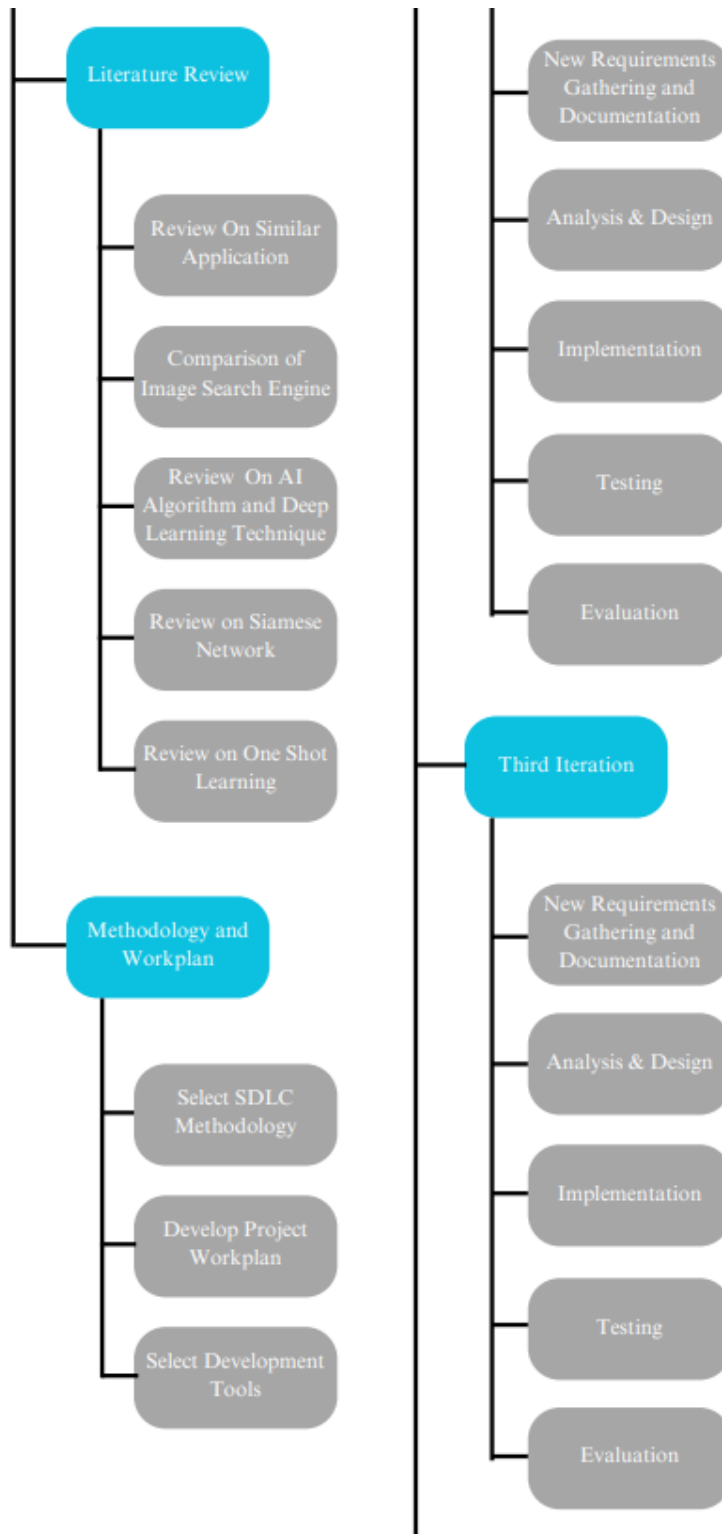 Literature Review
Review On Similar
Application
Comparison of
Image Search Engine
Review On AI
Algorithm and Deep
Learning Technique
Review on Siamese
Network
Review on One Shot
Learning
Methodology and
Workplan
Select SDLC
Methodology
Develop Project
Workplan
Select Development
Tools
New Requirements
Gathering and
Documentation
Analysis & Design
Implementation
Testing
Evaluation
Third Iteration
New Requirements
Gathering and
Documentation
Analysis & Design
Implementation
Testing
Evaluation